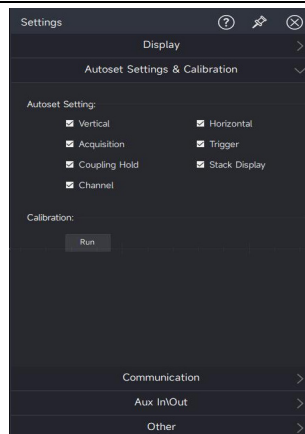 Settings
Display
Autoset Settings & Calibration
Autoset Setting:
Vertical Horizontal
Acquisition Trigger
Coupling Hold Stack Display
Channel
Calibration:
Run
Communication
Aux In\Out
Other